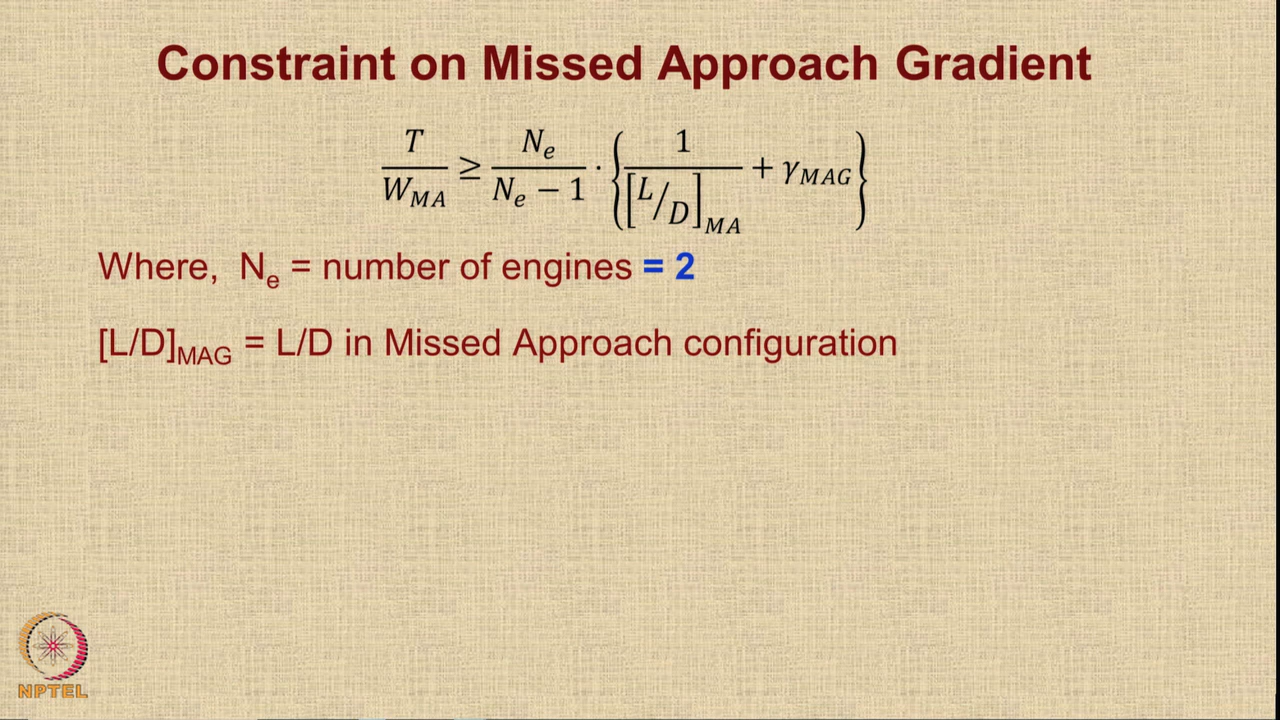 Constraint on Missed Approach Gradient
T/W_MA ≥ N_e/(N_e − 1) · {1/[L/D]_MA + γ_MAG}
Where, N_e = number of engines = 2
[L/D]_MAG = L/D in Missed Approach configuration
NPTEL